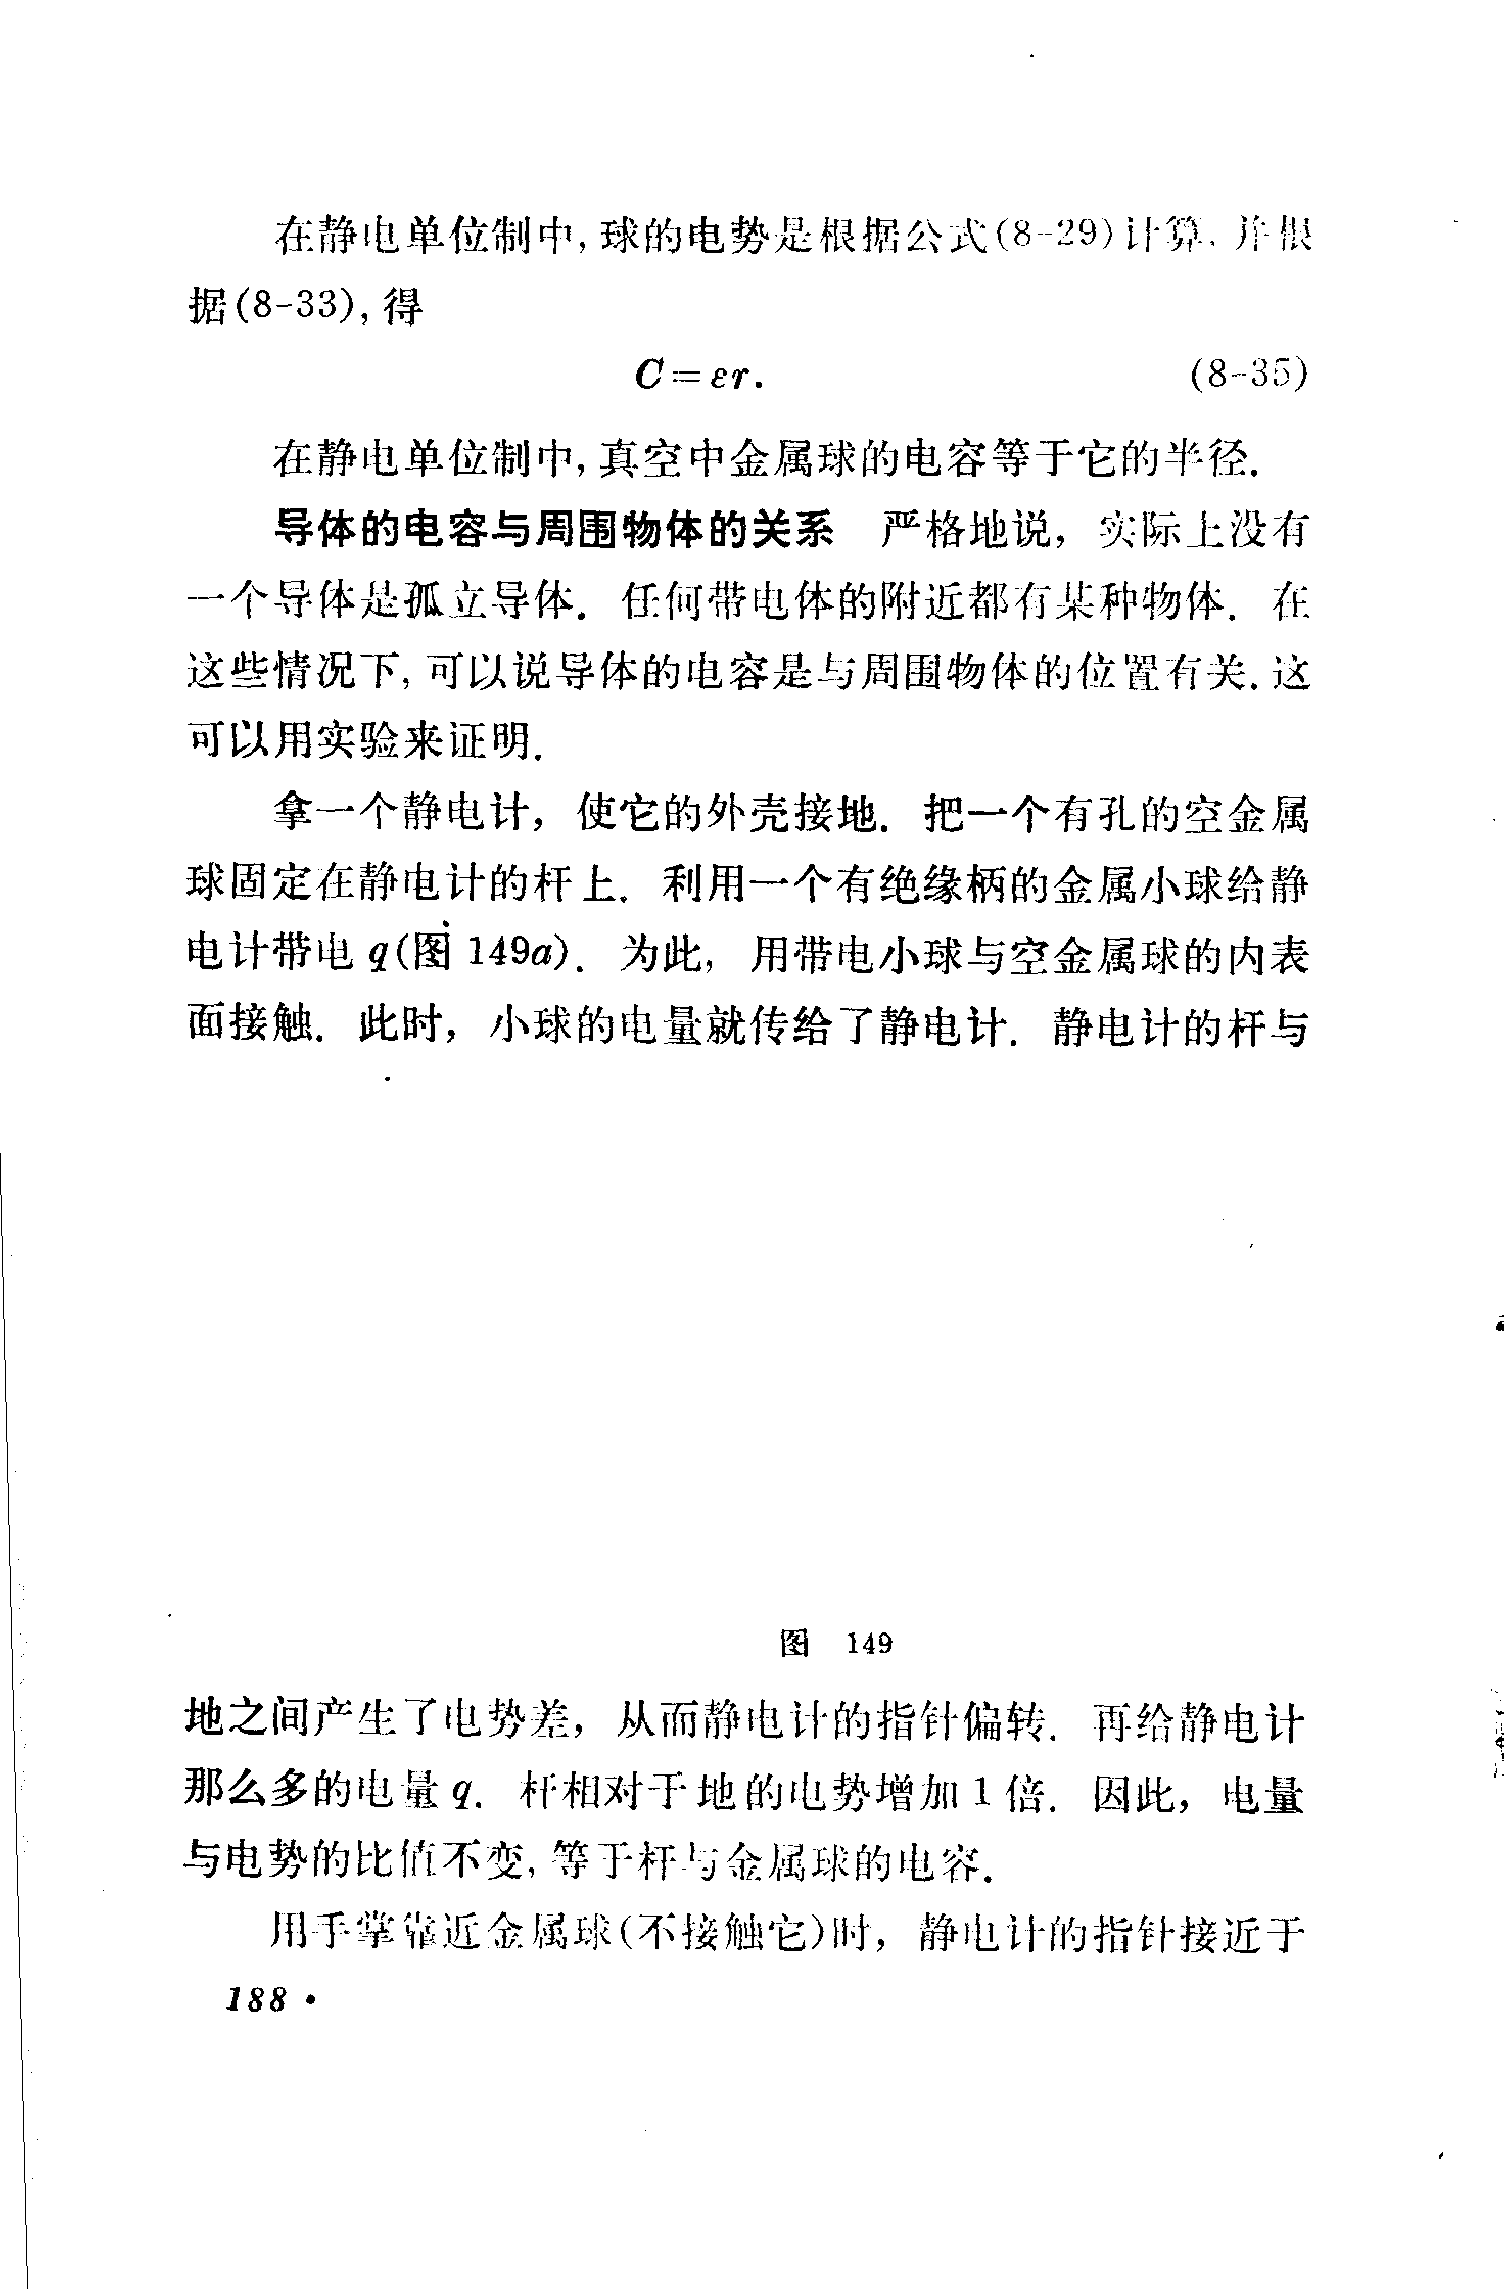 在静电单位制中,球的电势是根据公式(8-29)计算,并根
据(8-33),得
C=εr. (8-35)
在静电单位制中,真空中金属球的电容等于它的半径.
导体的电容与周围物体的关系 严格地说,实际上没有
一个导体是孤立导体. 任何带电体的附近都有某种物体. 在
这些情况下,可以说导体的电容是与周围物体的位置有关.这
可以用实验来证明.
拿一个静电计,使它的外壳接地. 把一个有孔的空金属
球固定在静电计的杆上. 利用一个有绝缘柄的金属小球给静
电计带电 q(图 149a). 为此,用带电小球与空金属球的内表
面接触. 此时,小球的电量就传给了静电计. 静电计的杆与
图 149
地之间产生了电势差,从而静电计的指针偏转. 再给静电计
那么多的电量 q. 杆相对于地的电势增加 1 倍. 因此,电量
与电势的比值不变,等于杆与金属球的电容.
用手掌靠近金属球(不接触它)时,静电计的指针接近于
188 ·